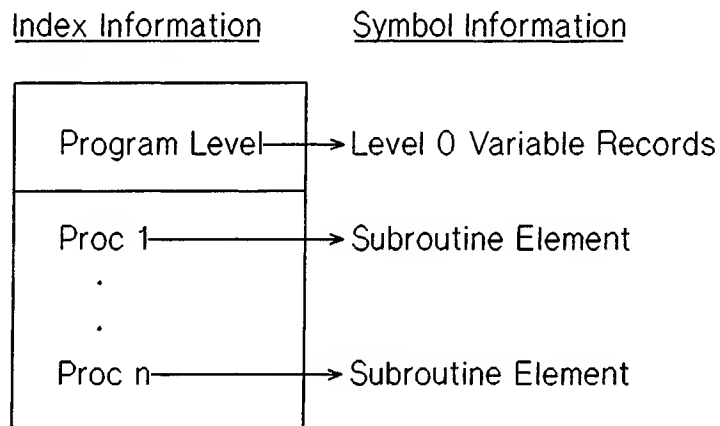 Index Information Symbol Information
Program Level Level 0 Variable Records
Proc 1 Subroutine Element
.
.
Proc n Subroutine Element